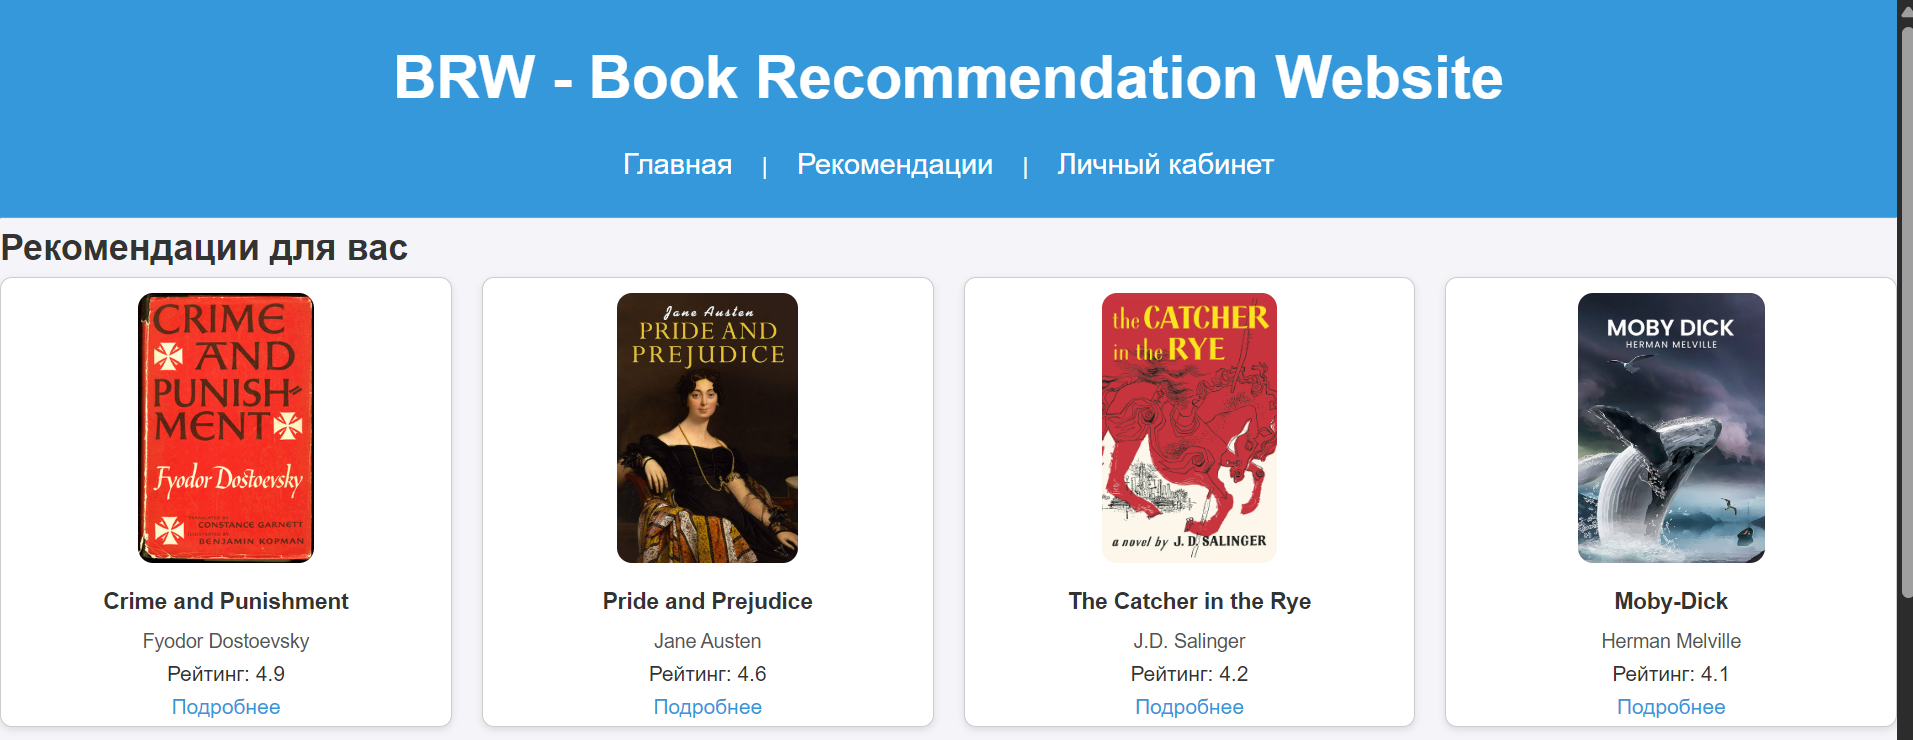 BRW - Book Recommendation Website
Главная | Рекомендации | Личный кабинет
Рекомендации для вас
CRIME
AND
PUNISH-
MENT
Fyodor Dostoevsky
TRANSLATED BY
CONSTANCE GARNETT
ILLUSTRATED BY
BENJAMIN KOPMAN
Crime and Punishment
Fyodor Dostoevsky
Рейтинг: 4.9
Подробнее
Jane Austen
PRIDE AND
PREJUDICE
Pride and Prejudice
Jane Austen
Рейтинг: 4.6
Подробнее
the CATCHER
in the RYE
a novel by J. D. SALINGER
The Catcher in the Rye
J.D. Salinger
Рейтинг: 4.2
Подробнее
MOBY DICK
HERMAN MELVILLE
Moby-Dick
Herman Melville
Рейтинг: 4.1
Подробнее